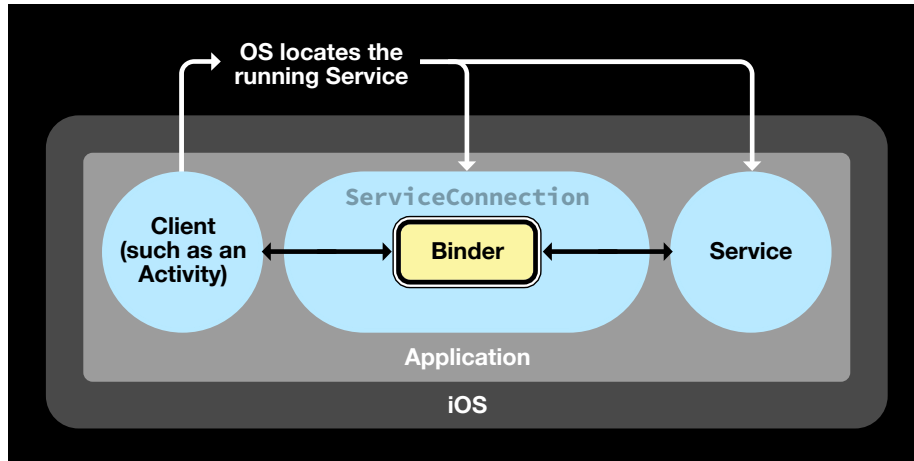 OS locates the
running Service
ServiceConnection
Client
(such as an
Activity)
Binder
Service
Application
iOS